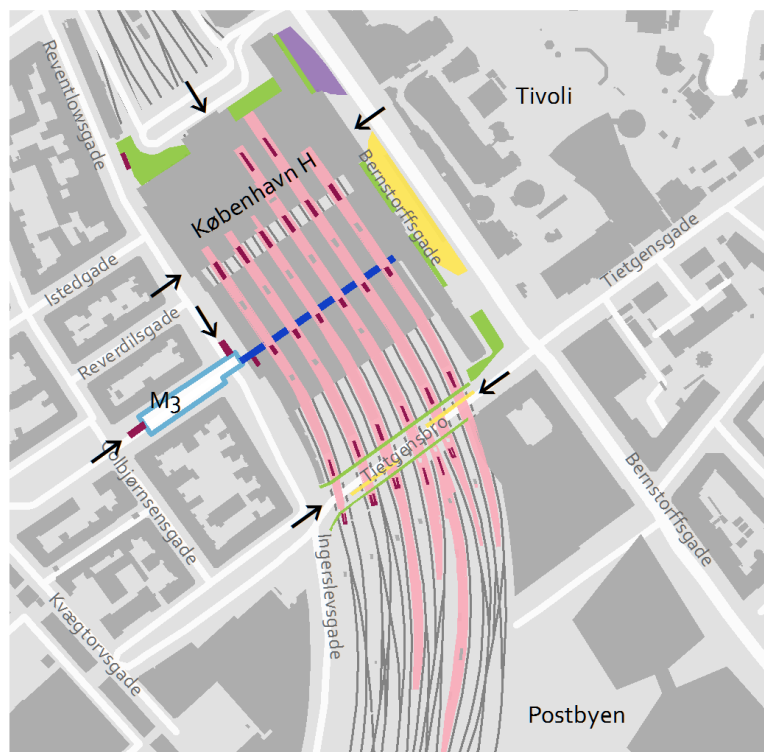 Reventlowsgade
Tivoli
København H
Bernstorffsgade
Tietgensgade
Istedgade
Reverdilsgade
M3
Tietgensbro
Colbjørnsensgade
Bernstorffsgade
Ingerslevsgade
Kvægtorvsgade
Postbyen